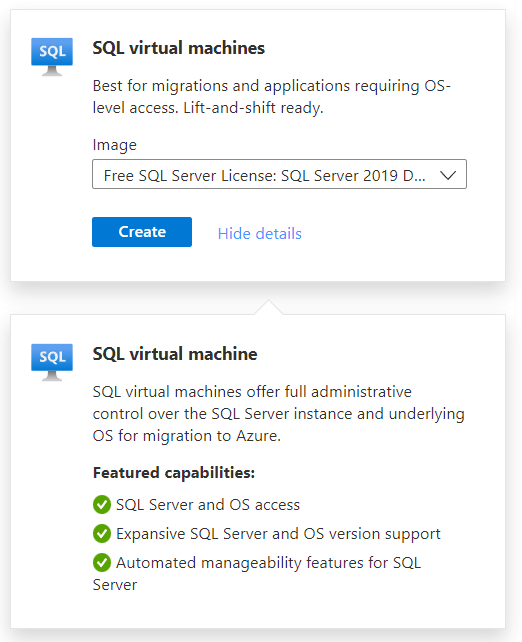 SQL
SQL virtual machines
Best for migrations and applications requiring OS-
level access. Lift-and-shift ready.
Image
Free SQL Server License: SQL Server 2019 D...
Create
Hide details
SQL
SQL virtual machine
SQL virtual machines offer full administrative
control over the SQL Server instance and underlying
OS for migration to Azure.
Featured capabilities:
SQL Server and OS access
Expansive SQL Server and OS version support
Automated manageability features for SQL
Server